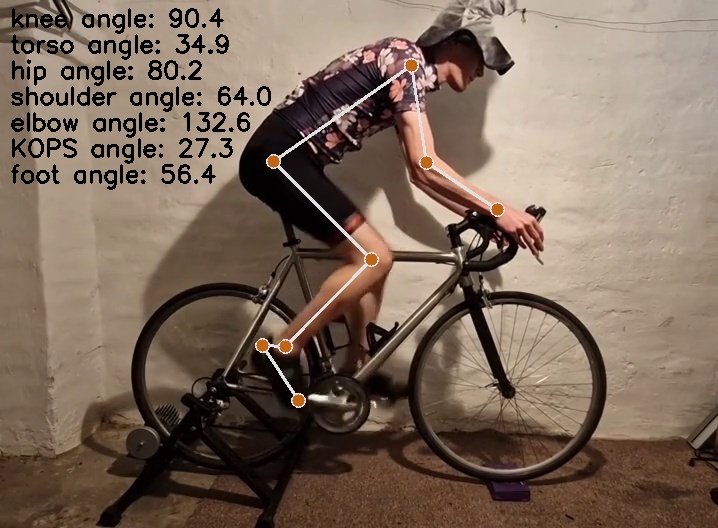 knee angle: 90.4
torso angle: 34.9
hip angle: 80.2
shoulder angle: 64.0
elbow angle: 132.6
KOPS angle: 27.3
foot angle: 56.4